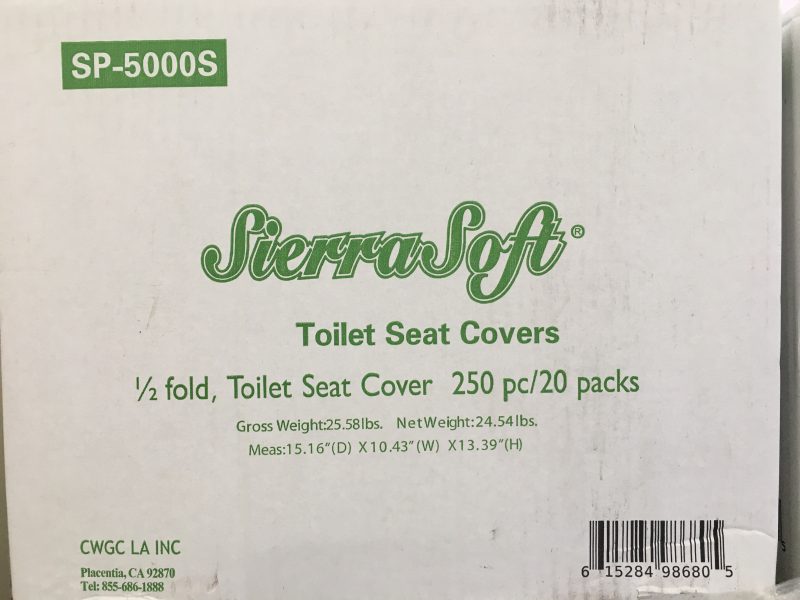 SP-5000S
SierraSoft®
Toilet Seat Covers
½ fold, Toilet Seat Cover 250 pc/20 packs
Gross Weight:25.58lbs. Net Weight:24.54lbs.
Meas:15.16"(D) X10.43"(W) X13.39"(H)
CWGC LA INC
Placentia, CA 92870
Tel: 855-686-1888
6 15284 98680 5